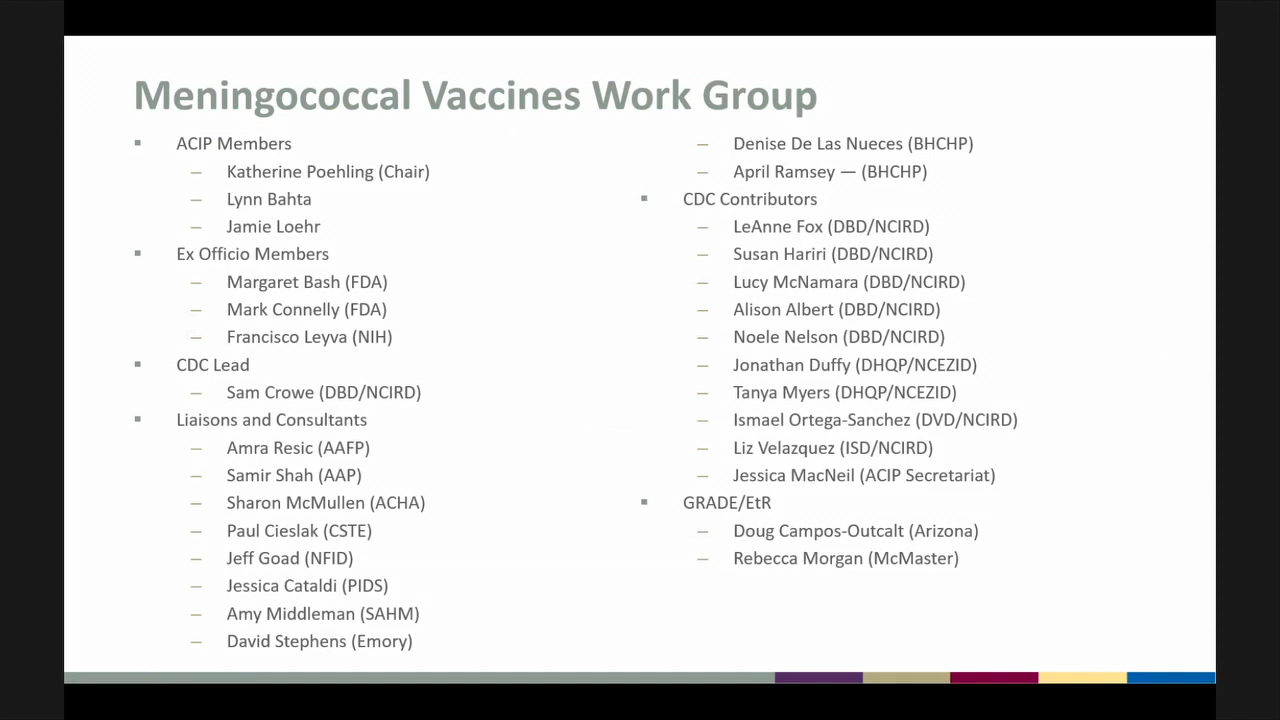 Meningococcal Vaccines Work Group
▪ ACIP Members
– Katherine Poehling (Chair)
– Lynn Bahta
– Jamie Loehr
▪ Ex Officio Members
– Margaret Bash (FDA)
– Mark Connelly (FDA)
– Francisco Leyva (NIH)
▪ CDC Lead
– Sam Crowe (DBD/NCIRD)
▪ Liaisons and Consultants
– Amra Resic (AAFP)
– Samir Shah (AAP)
– Sharon McMullen (ACHA)
– Paul Cieslak (CSTE)
– Jeff Goad (NFID)
– Jessica Cataldi (PIDS)
– Amy Middleman (SAHM)
– David Stephens (Emory)
– Denise De Las Nueces (BHCHP)
– April Ramsey — (BHCHP)
▪ CDC Contributors
– LeAnne Fox (DBD/NCIRD)
– Susan Hariri (DBD/NCIRD)
– Lucy McNamara (DBD/NCIRD)
– Alison Albert (DBD/NCIRD)
– Noele Nelson (DBD/NCIRD)
– Jonathan Duffy (DHQP/NCEZID)
– Tanya Myers (DHQP/NCEZID)
– Ismael Ortega-Sanchez (DVD/NCIRD)
– Liz Velazquez (ISD/NCIRD)
– Jessica MacNeil (ACIP Secretariat)
▪ GRADE/EtR
– Doug Campos-Outcalt (Arizona)
– Rebecca Morgan (McMaster)